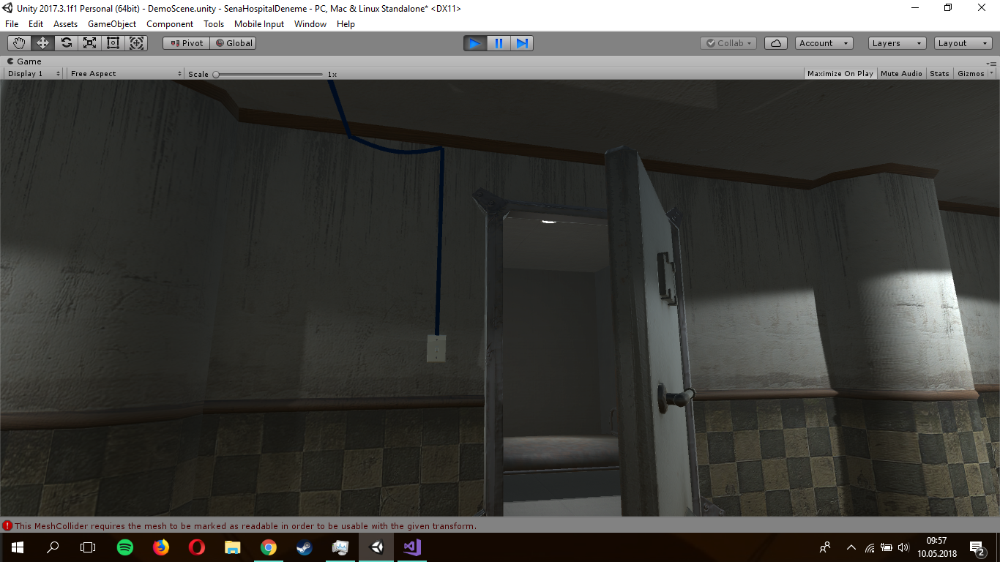 Unity 2017.3.1f1 Personal (64bit) - DemoScene.unity - SenaHospitalDeneme - PC, Mac & Linux Standalone* <DX11>
File Edit Assets GameObject Component Tools Mobile Input Window Help
Pivot Global Collab Account Layers Layout
Game
Display 1 Free Aspect Scale 1x Maximize On Play Mute Audio Stats Gizmos
This MeshCollider requires the mesh to be marked as readable in order to be usable with the given transform.
09:57
10.05.2018
2